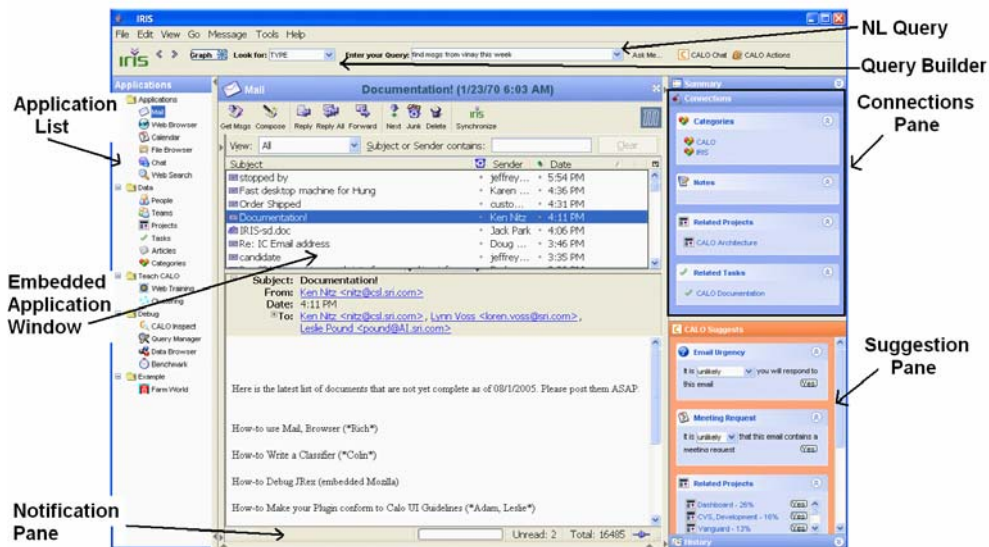 IRIS
File Edit View Go Message Tools Help
iris < > Graph Look for: TYPE Enter your Query: find msgs from vinay this week Ask Me... CALO Chat CALO Actions
NL Query
Query Builder
Connections Pane
Suggestion Pane
Application List
Embedded Application Window
Notification Pane
Applications
Applications
Mail
Web Browser
Calendar
File Browser
Chat
Web Search
Data
People
Teams
Projects
Tasks
Articles
Categories
Teach CALO
Web Training
Clustering
Debug
CALO Inspect
Query Manager
Data Browser
Benchmark
Example
Farm World
Mail Documentation! (1/23/70 6:03 AM)
Get Msgs Compose Reply Reply All Forward Next Junk Delete Synchronize
iris
View: All Subject or Sender contains: Clear
Subject Sender Date
stopped by jeffrey... 5:54 PM
Fast desktop machine for Hung Karen ... 4:36 PM
Order Shipped custo... 4:31 PM
Documentation! Ken Nitz 4:11 PM
IRIS-sd.doc Jack Park 4:06 PM
Re: IC Email address Doug ... 3:46 PM
candidate jeffrey... 3:35 PM
Subject: Documentation!
From: Ken Nitz <nitz@csl.sri.com>
Date: 4:11 PM
To: Ken Nitz <nitz@csl.sri.com>, Lynn Voss <loren.voss@sri.com>,
Leslie Pound <pound@AI.sri.com>
Here is the latest list of documents that are not yet complete as of 08/1/2005. Please post them ASAP.
How-to use Mail, Browser (*Rich*)
How-to Write a Classifier (*Colin*)
How-to Debug JRex (embedded Mozilla)
How-to Make your Plugin conform to Calo UI Guidelines (*Adam, Leslie*)
Unread: 2 Total: 16485
Summary
Connections
Categories
CALO
IRIS
Notes
Related Projects
CALO Architecture
Related Tasks
CALO Documentation
CALO Suggests
Email Urgency
It is unlikely you will respond to
this email Yes
Meeting Request
It is unlikely that this email contains a
meeting request Yes
Related Projects
Dashboard - 26% Yes
CVS, Development - 16% Yes
Vanguard - 13% Yes
History